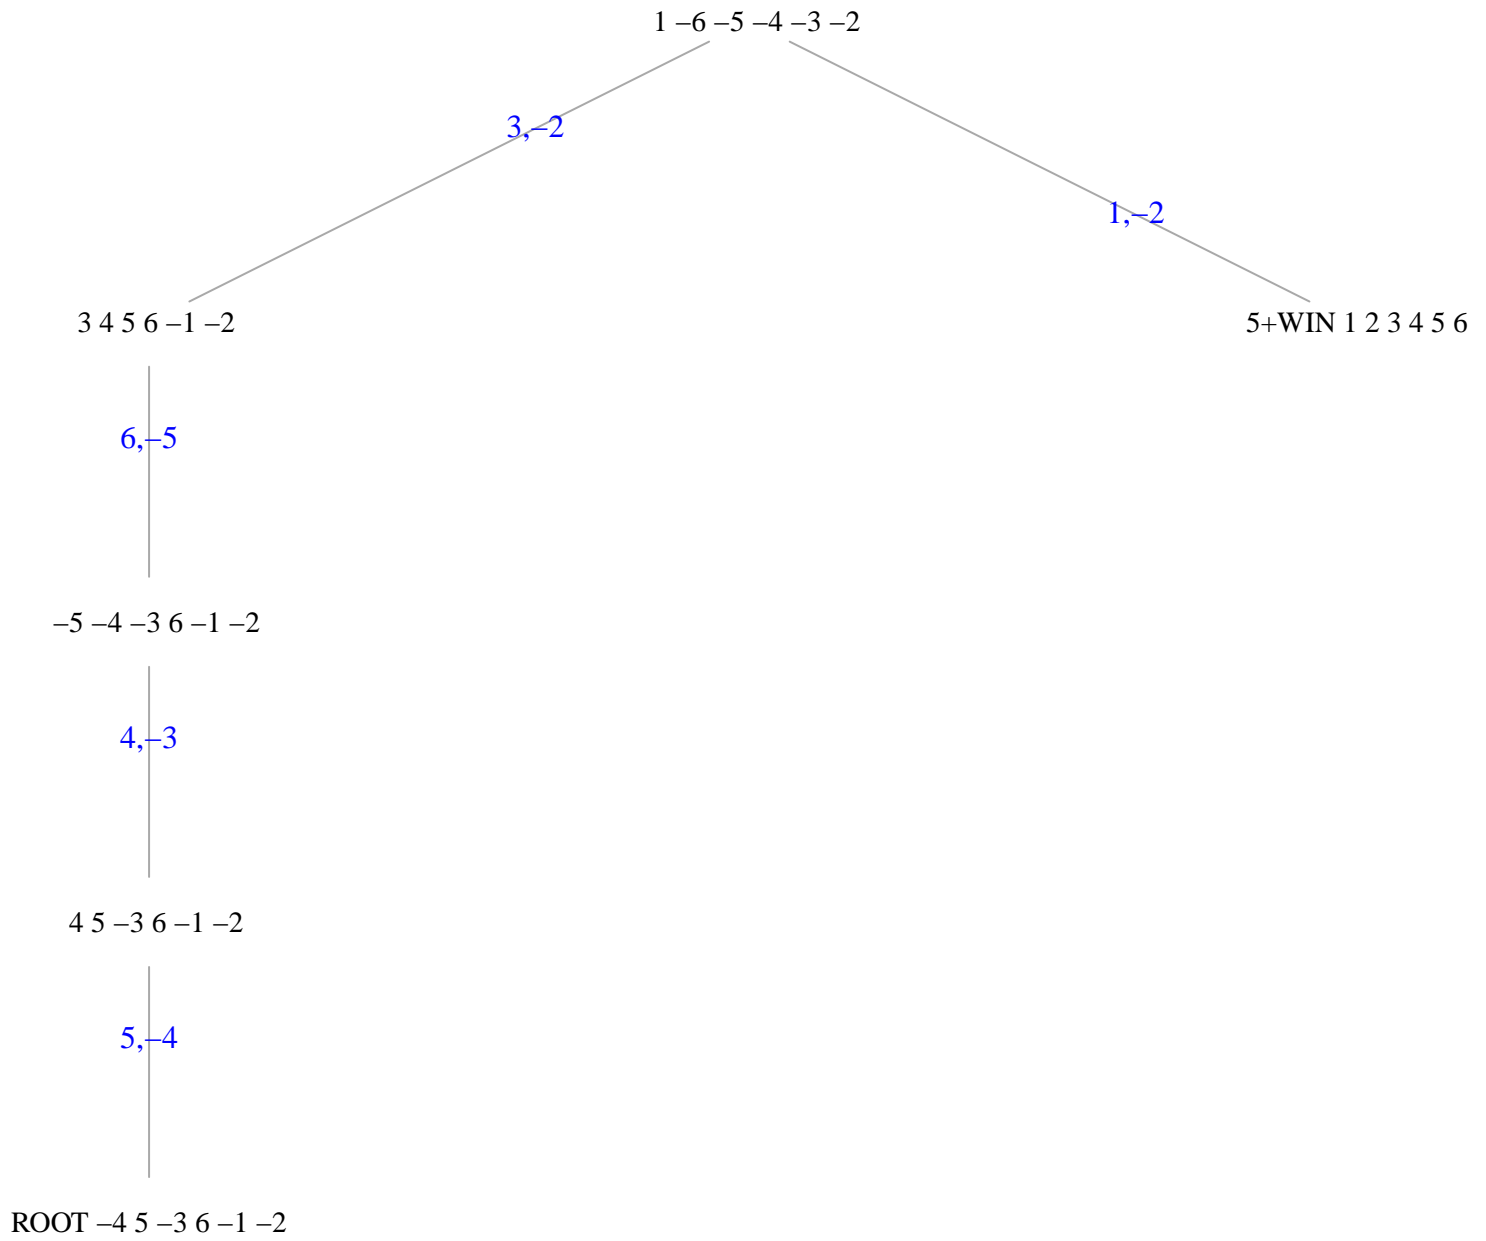 1 –6 –5 –4 –3 –2
3,–2
1,–2
3 4 5 6 –1 –2
5+WIN 1 2 3 4 5 6
6,–5
–5 –4 –3 6 –1 –2
4,–3
4 5 –3 6 –1 –2
5,–4
ROOT –4 5 –3 6 –1 –2